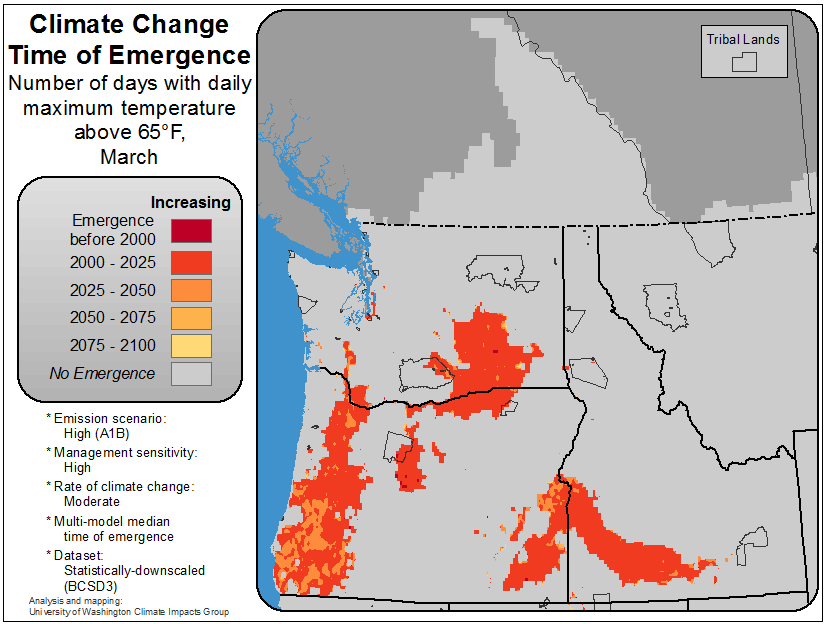 Climate Change
Time of Emergence
Number of days with daily
maximum temperature
above 65°F,
March
Increasing
Emergence
before 2000
2000 - 2025
2025 - 2050
2050 - 2075
2075 - 2100
No Emergence
* Emission scenario:
High (A1B)
* Management sensitivity:
High
* Rate of climate change:
Moderate
* Multi-model median
time of emergence
* Dataset:
Statistically-downscaled
(BCSD3)
Analysis and mapping:
University of Washington Climate Impacts Group
Tribal Lands